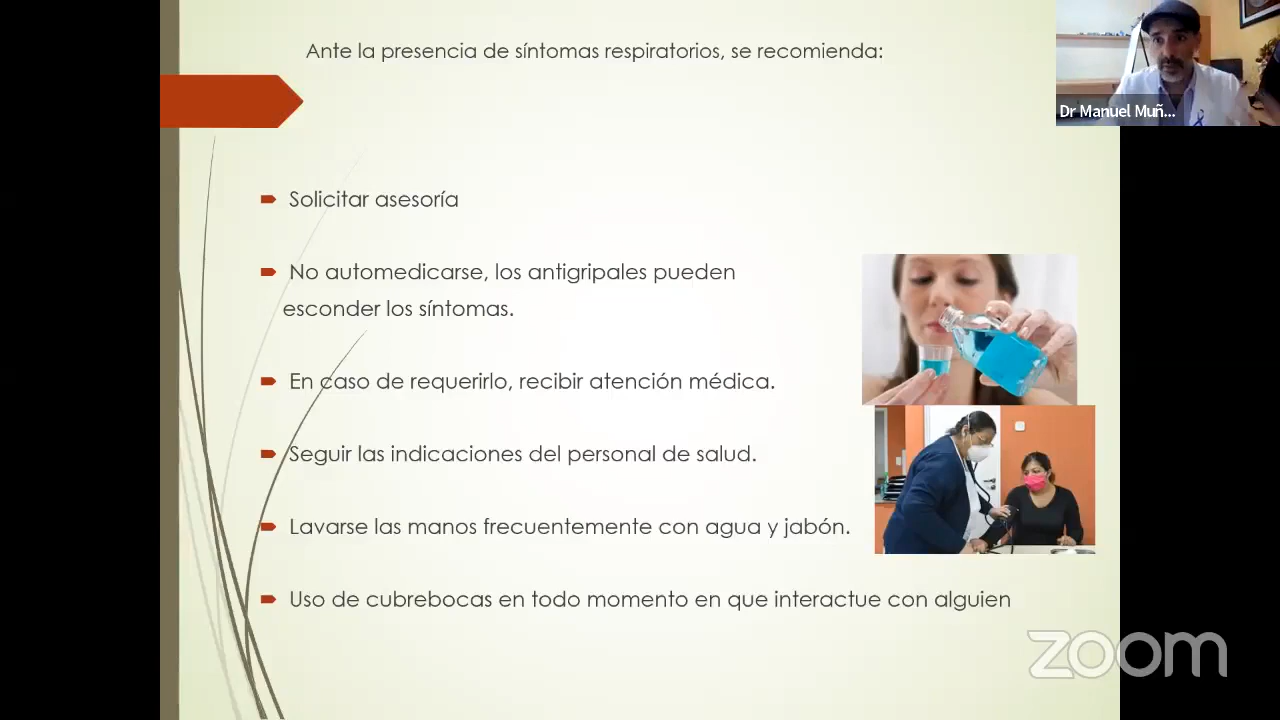 Ante la presencia de síntomas respiratorios, se recomienda:
Dr Manuel Muñ...
Solicitar asesoría
No automedicarse, los antigripales pueden
esconder los síntomas.
En caso de requerirlo, recibir atención médica.
Seguir las indicaciones del personal de salud.
Lavarse las manos frecuentemente con agua y jabón.
Uso de cubrebocas en todo momento en que interactue con alguien
zoom